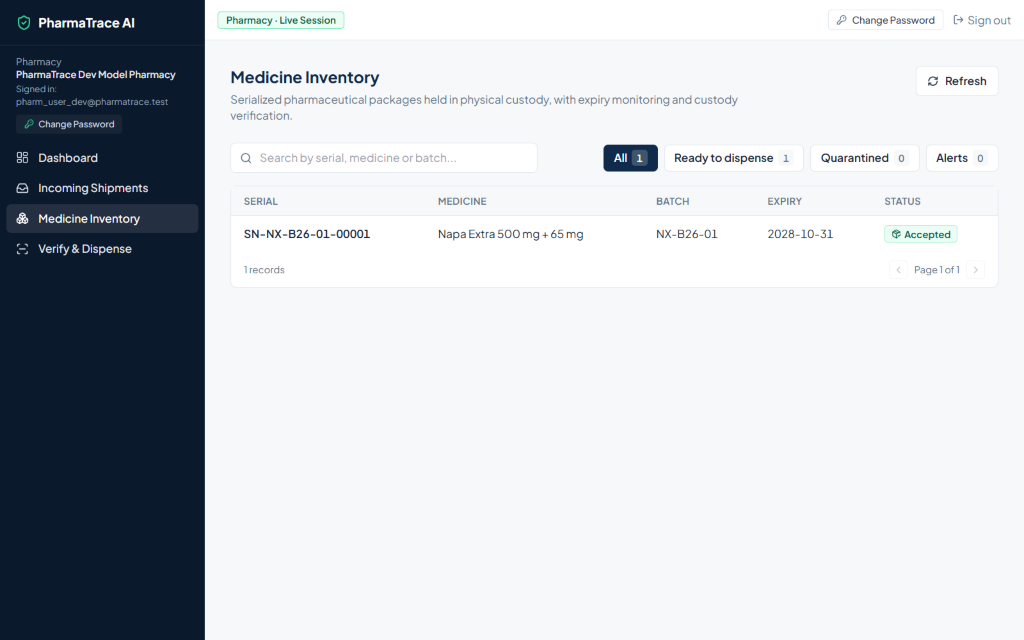 PharmaTrace AI
Pharmacy
PharmaTrace Dev Model Pharmacy
Signed in:
pharm_user_dev@pharmatrace.test
Change Password
Dashboard
Incoming Shipments
Medicine Inventory
Verify & Dispense
Pharmacy · Live Session
Change Password
Sign out
Medicine Inventory
Serialized pharmaceutical packages held in physical custody, with expiry monitoring and custody
verification.
Refresh
Search by serial, medicine or batch...
All 1
Ready to dispense 1
Quarantined 0
Alerts 0
SERIAL MEDICINE BATCH EXPIRY STATUS
SN-NX-B26-01-00001 Napa Extra 500 mg + 65 mg NX-B26-01 2028-10-31 Accepted
1 records
Page 1 of 1